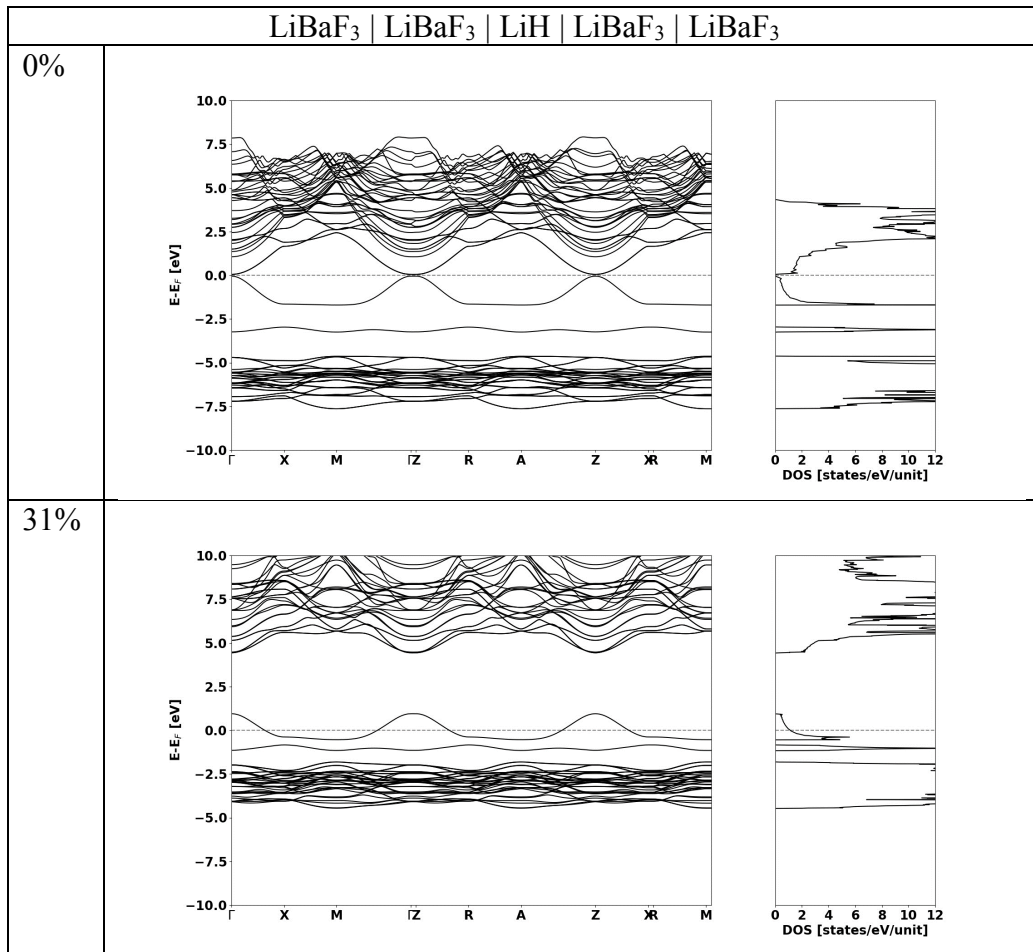 LiBaF₃ | LiBaF₃ | LiH | LiBaF₃ | LiBaF₃
0%
10.0
7.5
5.0
2.5
0.0
−2.5
−5.0
−7.5
−10.0
E-E_F [eV]
Γ X M ΓZ R A Z XR M
0 2 4 6 8 10 12
DOS [states/eV/unit]
31%
10.0
7.5
5.0
2.5
0.0
−2.5
−5.0
−7.5
−10.0
E-E_F [eV]
Γ X M ΓZ R A Z XR M
0 2 4 6 8 10 12
DOS [states/eV/unit]